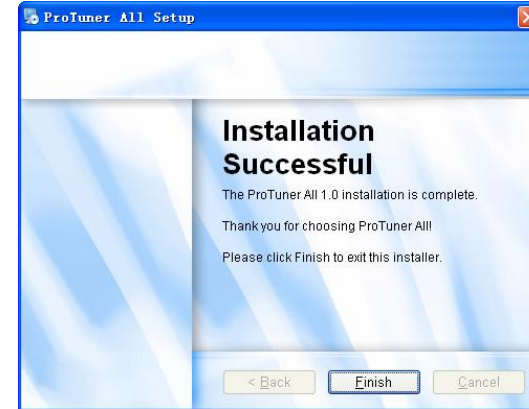 ProTuner All Setup
Installation
Successful
The ProTuner All 1.0 installation is complete.
Thank you for choosing ProTuner All!
Please click Finish to exit this installer.
< Back
Finish
Cancel